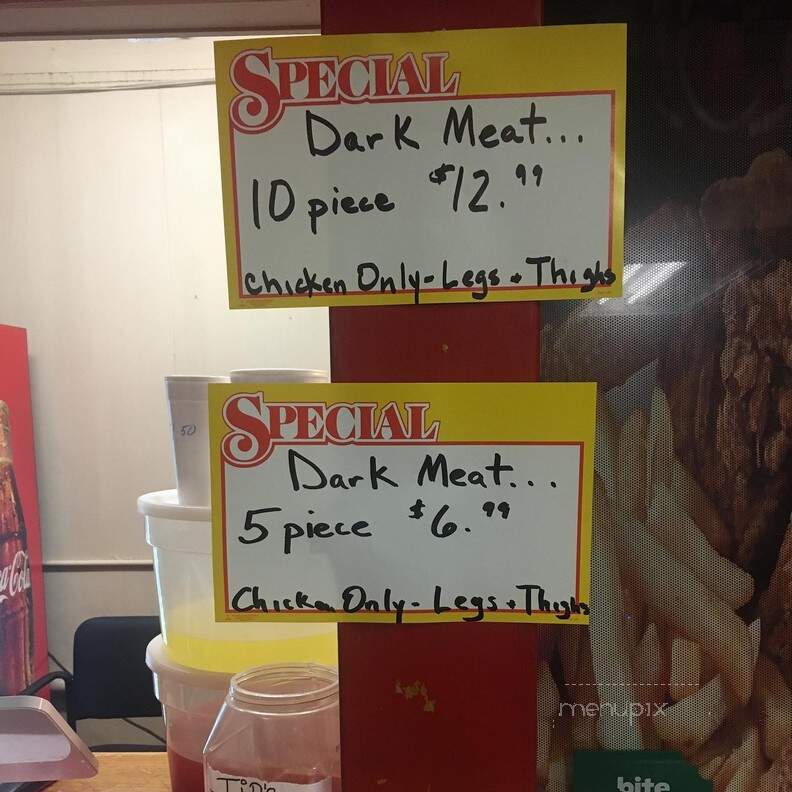 SPECIAL
Dark Meat...
10 piece $12.99
Chicken Only-Legs + Thighs
50
SPECIAL
Dark Meat...
5 piece $6.99
Chicken Only-Legs + Thighs
menupix
bite